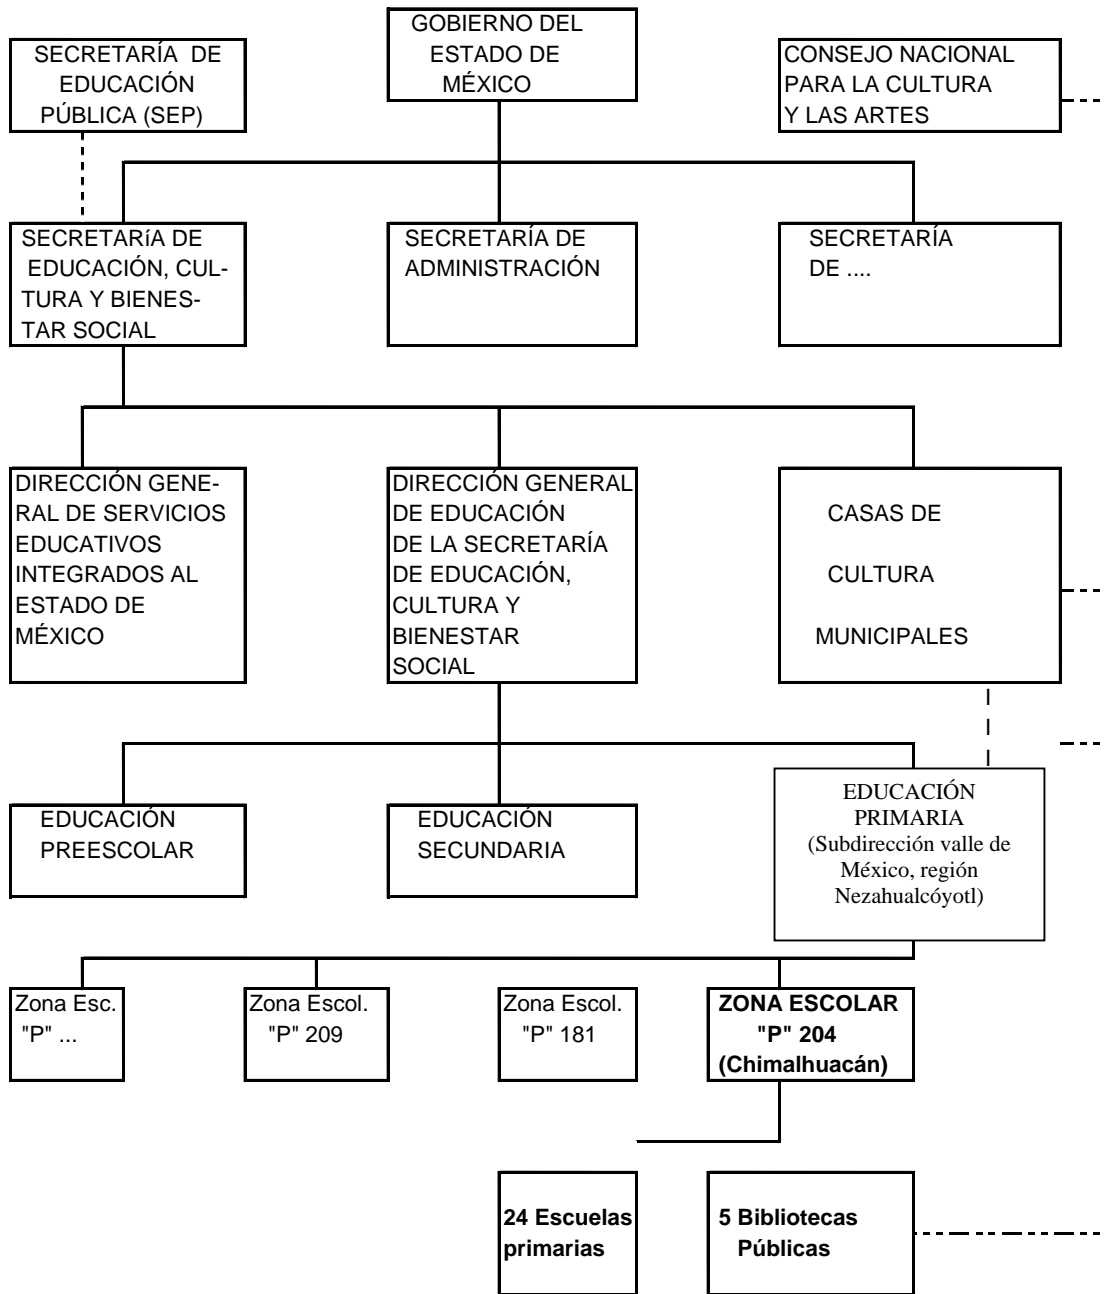 SECRETARÍA DE
EDUCACIÓN
PÚBLICA (SEP)
GOBIERNO DEL
ESTADO DE
MÉXICO
CONSEJO NACIONAL
PARA LA CULTURA
Y LAS ARTES
SECRETARíA DE
EDUCACIÓN, CUL-
TURA Y BIENES-
TAR SOCIAL
SECRETARÍA DE
ADMINISTRACIÓN
SECRETARÍA
DE ....
DIRECCIÓN GENE-
RAL DE SERVICIOS
EDUCATIVOS
INTEGRADOS AL
ESTADO DE
MÉXICO
DIRECCIÓN GENERAL
DE EDUCACIÓN
DE LA SECRETARÍA
DE EDUCACIÓN,
CULTURA Y
BIENESTAR
SOCIAL
CASAS DE
CULTURA
MUNICIPALES
EDUCACIÓN
PREESCOLAR
EDUCACIÓN
SECUNDARIA
EDUCACIÓN
PRIMARIA
(Subdirección valle de
México, región
Nezahualcóyotl)
Zona Esc.
"P" ...
Zona Escol.
"P" 209
Zona Escol.
"P" 181
ZONA ESCOLAR
"P" 204
(Chimalhuacán)
24 Escuelas
primarias
5 Bibliotecas
Públicas